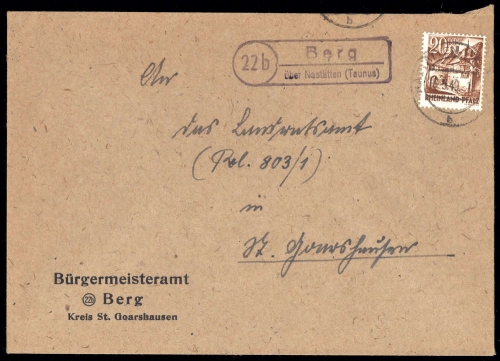 b
22b
Berg
über Nastätten (Taunus)
20
RHEINLAND-PFALZ
b
An
das Landratsamt
(Rbl. 803/1)
in
St. Goarshausen
Bürgermeisteramt
22b Berg
Kreis St. Goarshausen